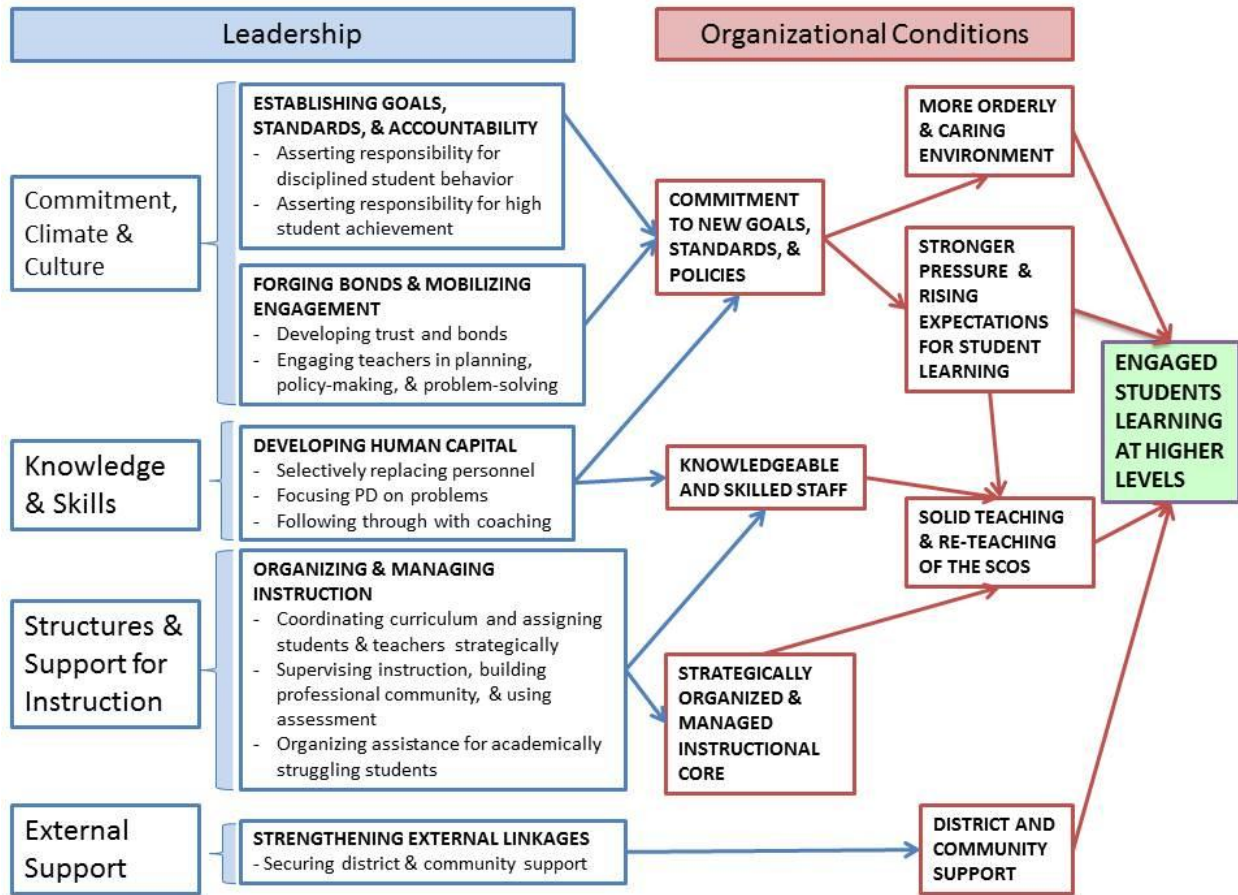 Leadership
Organizational Conditions
Commitment,
Climate &
Culture
ESTABLISHING GOALS,
STANDARDS, & ACCOUNTABILITY
- Asserting responsibility for
disciplined student behavior
- Asserting responsibility for high
student achievement
FORGING BONDS & MOBILIZING
ENGAGEMENT
- Developing trust and bonds
- Engaging teachers in planning,
policy-making, & problem-solving
COMMITMENT
TO NEW GOALS,
STANDARDS, &
POLICIES
MORE ORDERLY
& CARING
ENVIRONMENT
STRONGER
PRESSURE &
RISING
EXPECTATIONS
FOR STUDENT
LEARNING
ENGAGED
STUDENTS
LEARNING
AT HIGHER
LEVELS
Knowledge
& Skills
DEVELOPING HUMAN CAPITAL
- Selectively replacing personnel
- Focusing PD on problems
- Following through with coaching
KNOWLEDGEABLE
AND SKILLED STAFF
SOLID TEACHING
& RE-TEACHING
OF THE SCOS
Structures &
Support for
Instruction
ORGANIZING & MANAGING
INSTRUCTION
- Coordinating curriculum and assigning
students & teachers strategically
- Supervising instruction, building
professional community, & using
assessment
- Organizing assistance for academically
struggling students
STRATEGICALLY
ORGANIZED &
MANAGED
INSTRUCTIONAL
CORE
External
Support
STRENGTHENING EXTERNAL LINKAGES
- Securing district & community support
DISTRICT AND
COMMUNITY
SUPPORT